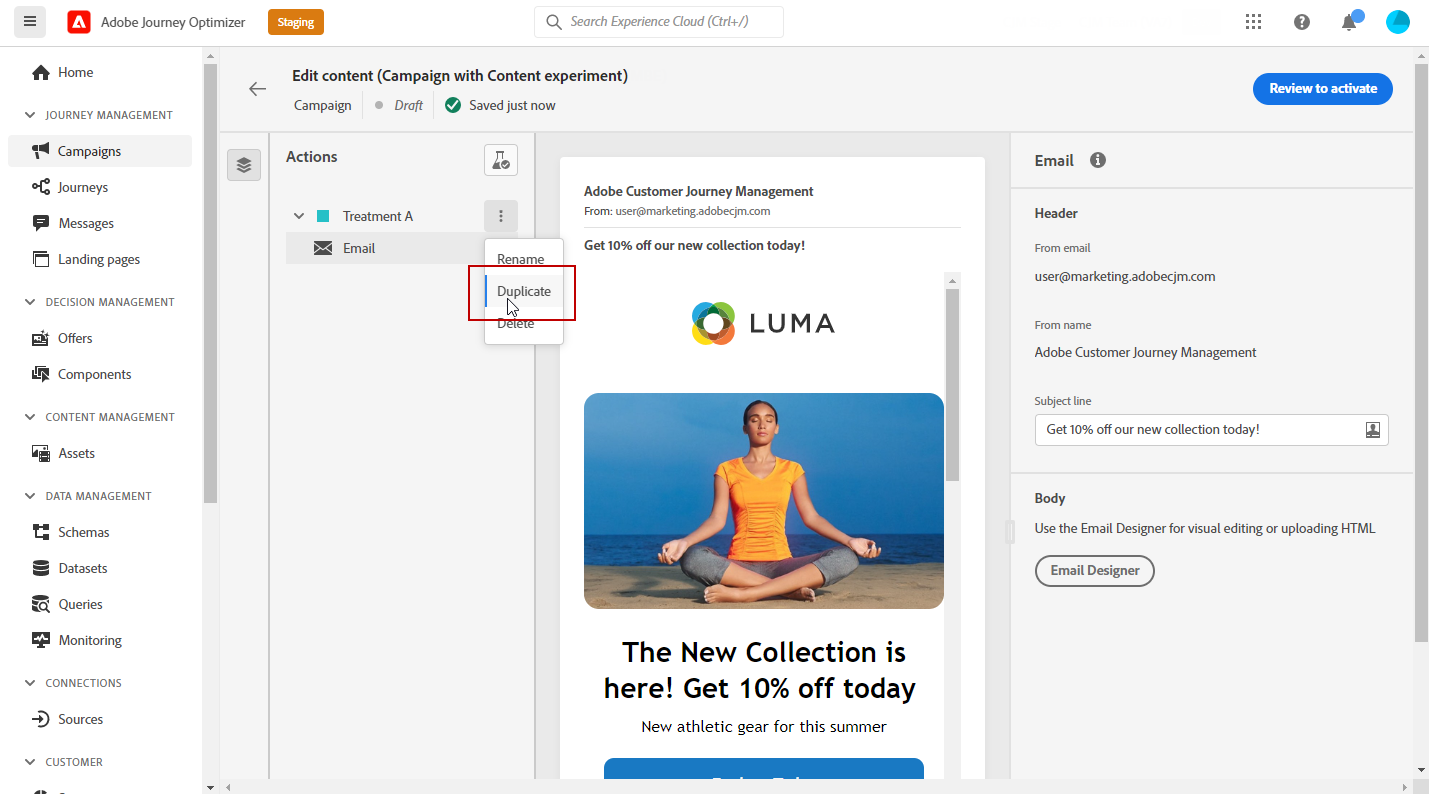 Adobe Journey Optimizer
Staging
Search Experience Cloud (Ctrl+/)
Home
JOURNEY MANAGEMENT
Campaigns
Journeys
Messages
Landing pages
DECISION MANAGEMENT
Offers
Components
CONTENT MANAGEMENT
Assets
DATA MANAGEMENT
Schemas
Datasets
Queries
Monitoring
CONNECTIONS
Sources
CUSTOMER
Edit content (Campaign with Content experiment)
Campaign
Draft
Saved just now
Review to activate
Actions
Treatment A
Email
Rename
Duplicate
Delete
Adobe Customer Journey Management
From: user@marketing.adobecjm.com
Get 10% off our new collection today!
LUMA
The New Collection is
here! Get 10% off today
New athletic gear for this summer
Email
Header
From email
user@marketing.adobecjm.com
From name
Adobe Customer Journey Management
Subject line
Get 10% off our new collection today!
Body
Use the Email Designer for visual editing or uploading HTML
Email Designer